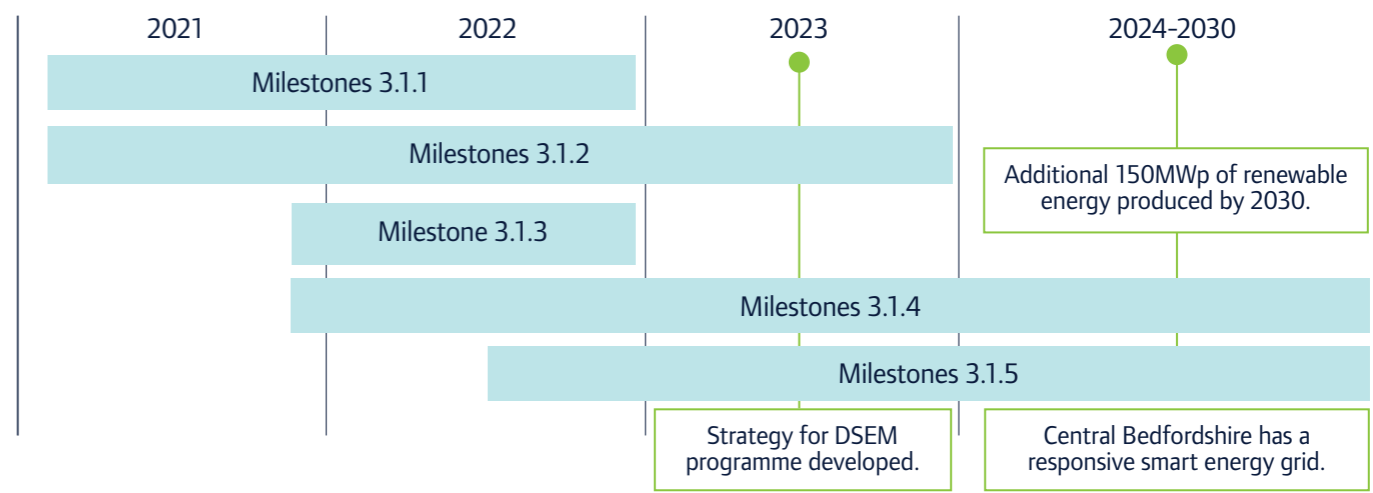 2021
2022
2023
2024-2030
Milestones 3.1.1
Milestones 3.1.2
Additional 150MWp of renewable
energy produced by 2030.
Milestone 3.1.3
Milestones 3.1.4
Milestones 3.1.5
Strategy for DSEM
programme developed.
Central Bedfordshire has a
responsive smart energy grid.